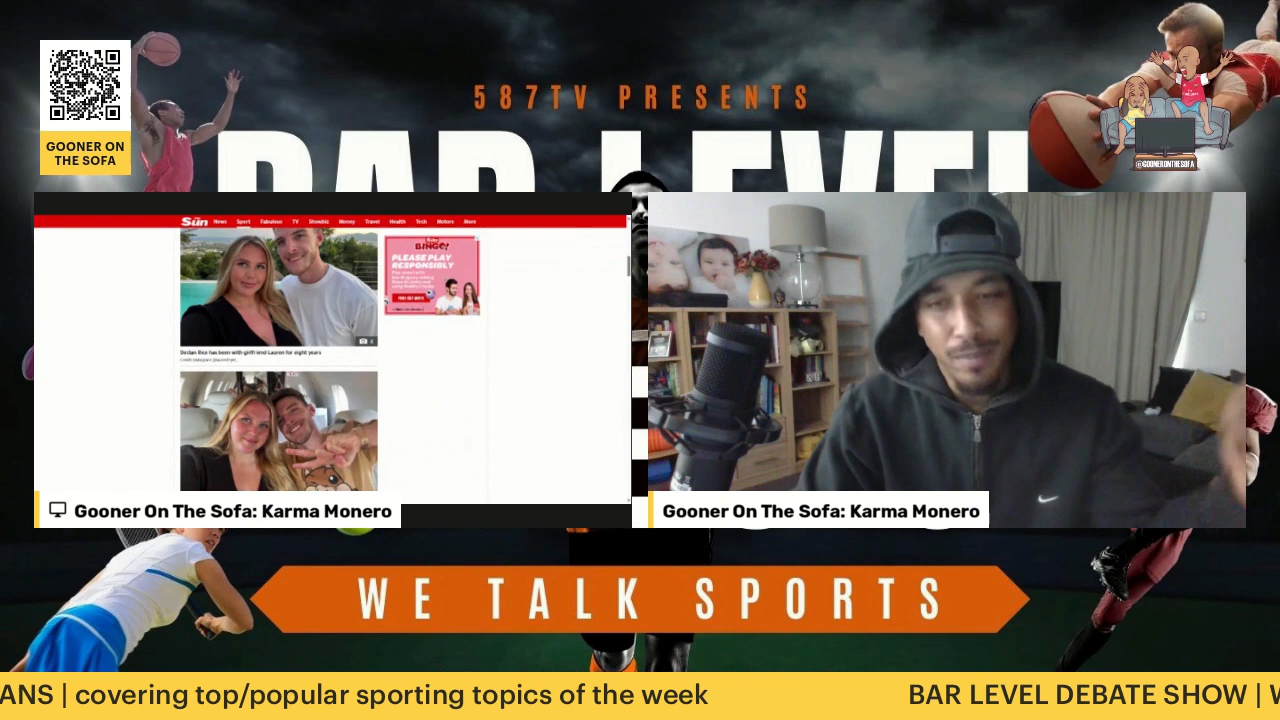 587TV PRESENTS
BAR LEVEL
GOONER ON
THE SOFA
@GOONERONTHESOFA
The Sun News Sport Fabulous TV Showbiz Money Travel Health Tech Motors More
BINGO!
PLEASE PLAY
RESPONSIBLY
Declan Rice has been with girlfriend Lauren for eight years
Gooner On The Sofa: Karma Monero
Gooner On The Sofa: Karma Monero
WE TALK SPORTS
ANS | covering top/popular sporting topics of the week
BAR LEVEL DEBATE SHOW | W